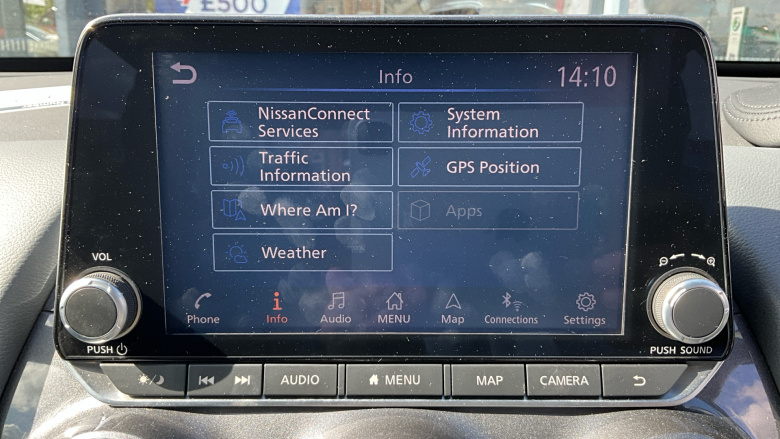 £500
Info
14:10
NissanConnect
Services
System
Information
Traffic
Information
GPS Position
Where Am I?
Apps
Weather
Phone
Info
Audio
MENU
Map
Connections
Settings
VOL
PUSH
PUSH SOUND
AUDIO
MENU
MAP
CAMERA